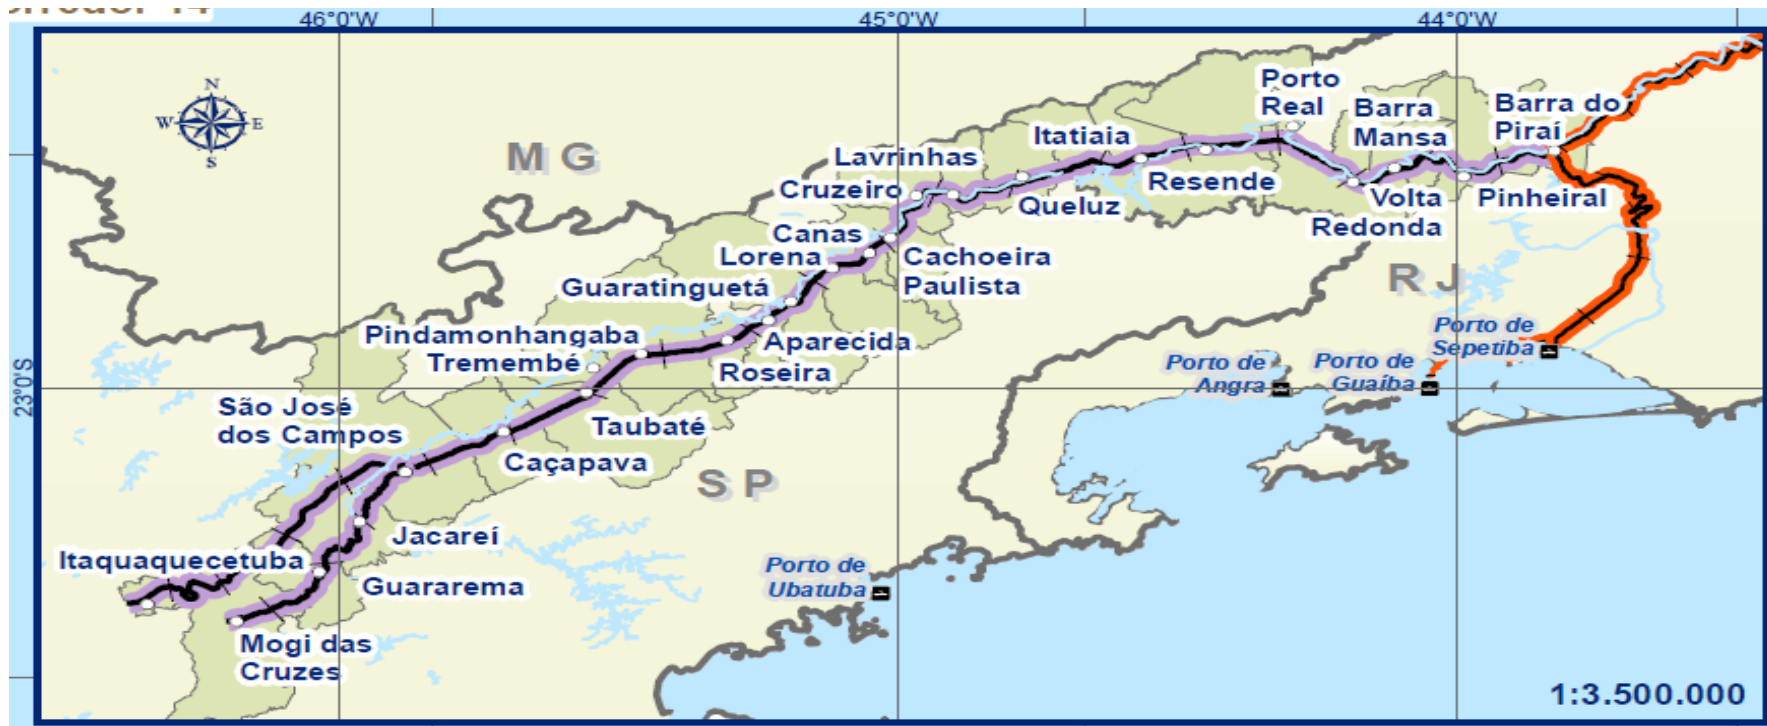 46°0'W
45°0'W
44°0'W
N
W
E
S
MG
Porto
Real
Barra
Mansa
Barra do
Piraí
Itatiaia
Lavrinhas
Cruzeiro
Resende
Queluz
Volta
Redonda
Pinheiral
Canas
Lorena
Cachoeira
Paulista
Guaratinguetá
RJ
Pindamonhangaba
Tremembé
Aparecida
Roseira
Porto de
Sepetiba
Porto de
Angra
Porto de
Guaíba
23°0'S
São José
dos Campos
Taubaté
Caçapava
SP
Jacareí
Itaquaquecetuba
Guararema
Porto de
Ubatuba
Mogi das
Cruzes
1:3.500.000